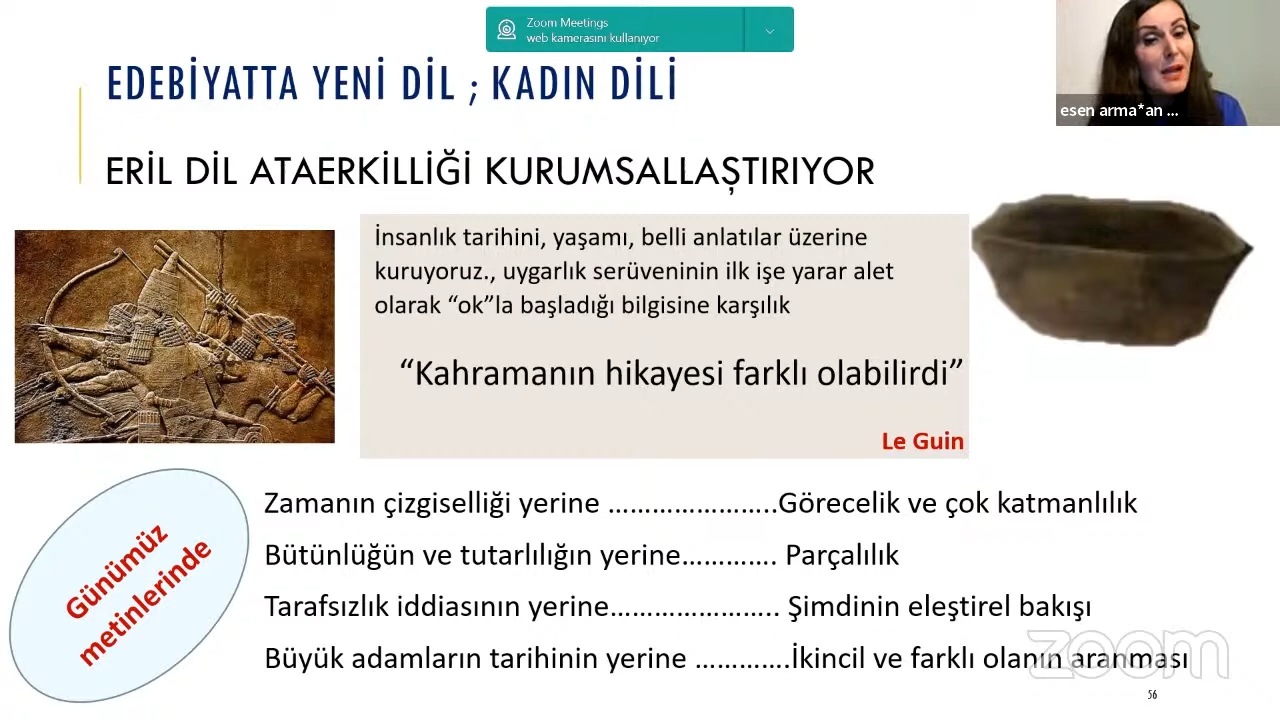 Zoom Meetings
web kamerasını kullanıyor
EDEBİYATTA YENİ DİL ; KADIN DİLİ
esen arma*an ...
ERİL DİL ATAERKİLLİĞİ KURUMSALLAŞTIRIYOR
İnsanlık tarihini, yaşamı, belli anlatılar üzerine
kuruyoruz., uygarlık serüveninin ilk işe yarar alet
olarak “ok”la başladığı bilgisine karşılık
“Kahramanın hikayesi farklı olabilirdi”
Le Guin
Günümüz
metinlerinde
Zamanın çizgiselliği yerine …………………..Görecelik ve çok katmanlılık
Bütünlüğün ve tutarlılığın yerine…………. Parçalılık
Tarafsızlık iddiasının yerine………………….. Şimdinin eleştirel bakışı
Büyük adamların tarihinin yerine ………….İkincil ve farklı olanın aranması
zoom
56